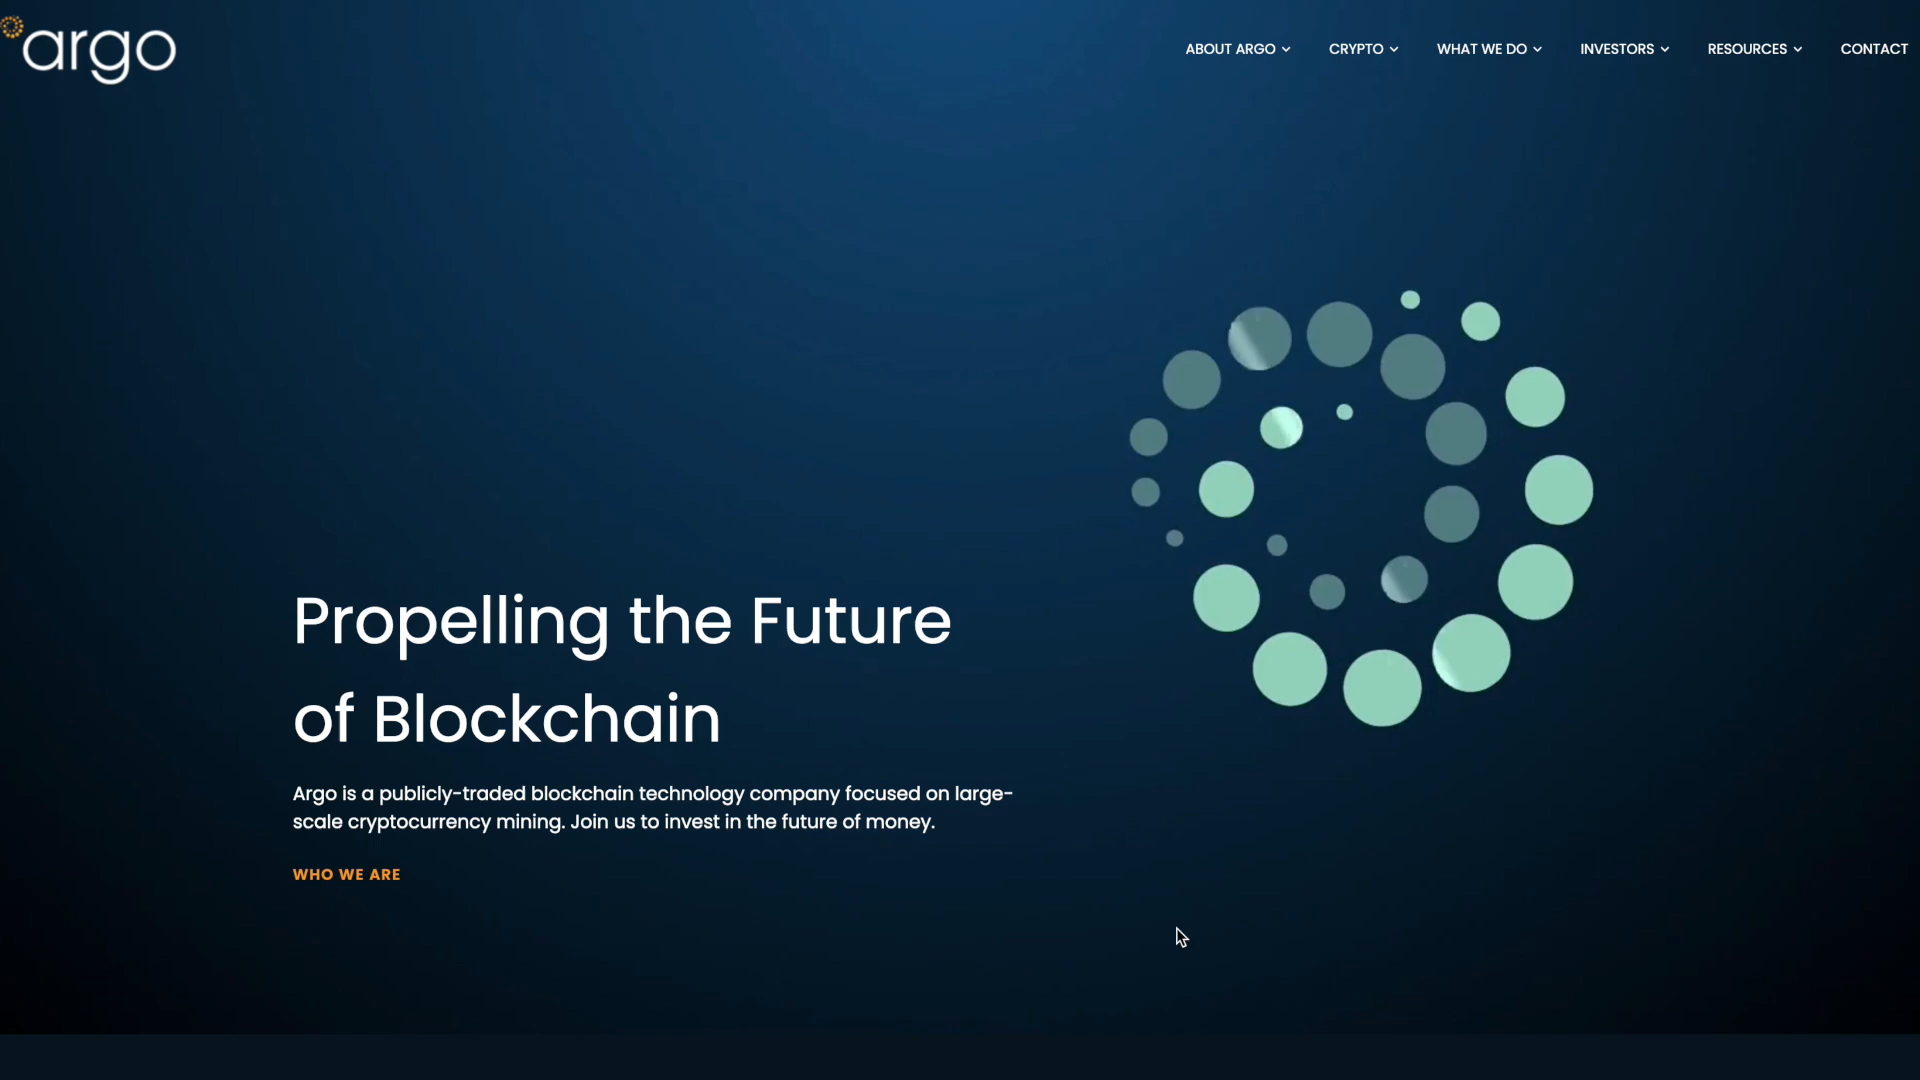 argo
ABOUT ARGO
CRYPTO
WHAT WE DO
INVESTORS
RESOURCES
CONTACT
Propelling the Future
of Blockchain
Argo is a publicly-traded blockchain technology company focused on large-
scale cryptocurrency mining. Join us to invest in the future of money.
WHO WE ARE